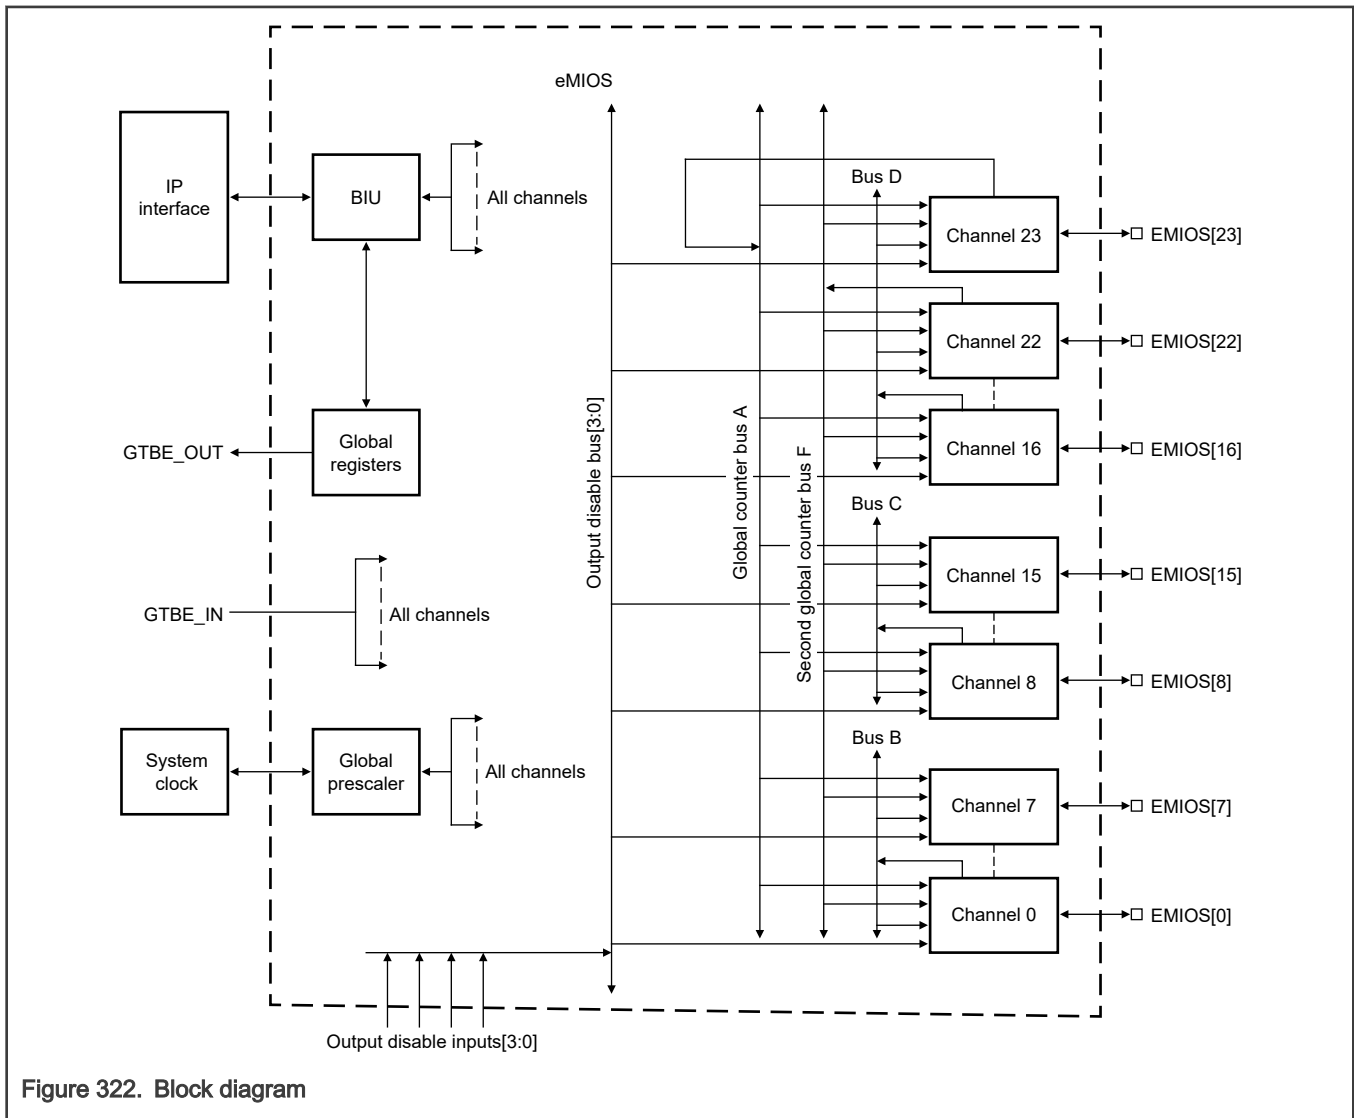 eMIOS
IP
interface
BIU
All channels
Bus D
Channel 23
EMIOS[23]
Channel 22
EMIOS[22]
GTBE_OUT
Global
registers
Output disable bus[3:0]
Global counter bus A
Second global counter bus F
Channel 16
EMIOS[16]
Bus C
Channel 15
EMIOS[15]
GTBE_IN
All channels
Channel 8
EMIOS[8]
System
clock
Global
prescaler
All channels
Bus B
Channel 7
EMIOS[7]
Channel 0
EMIOS[0]
Output disable inputs[3:0]
Figure 322. Block diagram